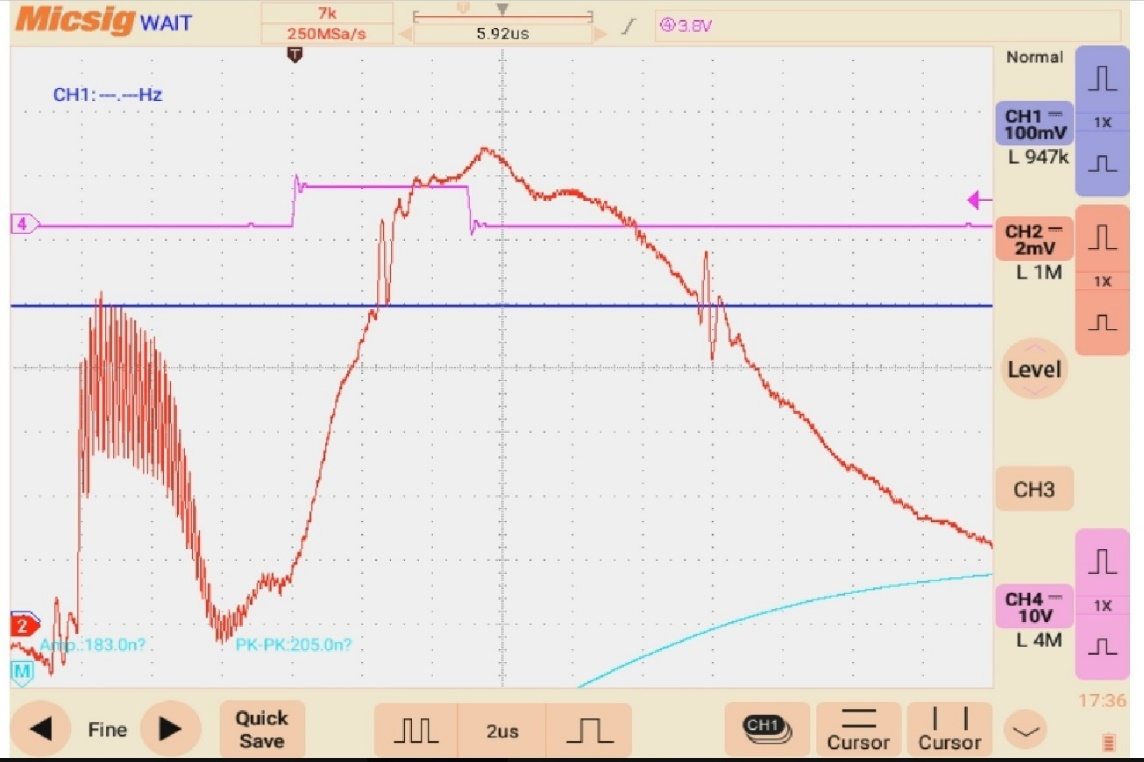 Micsig WAIT
7k
250MSa/s
T
5.92us
④3.8V
CH1:---.---Hz
Normal
CH1
100mV
1X
L 947k
4
CH2
2mV
1X
L 1M
Level
CH3
2
Amp.:183.0n?
PK-PK:205.0n?
M
CH4
10V
1X
L 4M
17:36
Fine
Quick
Save
2us
CH1
Cursor
Cursor